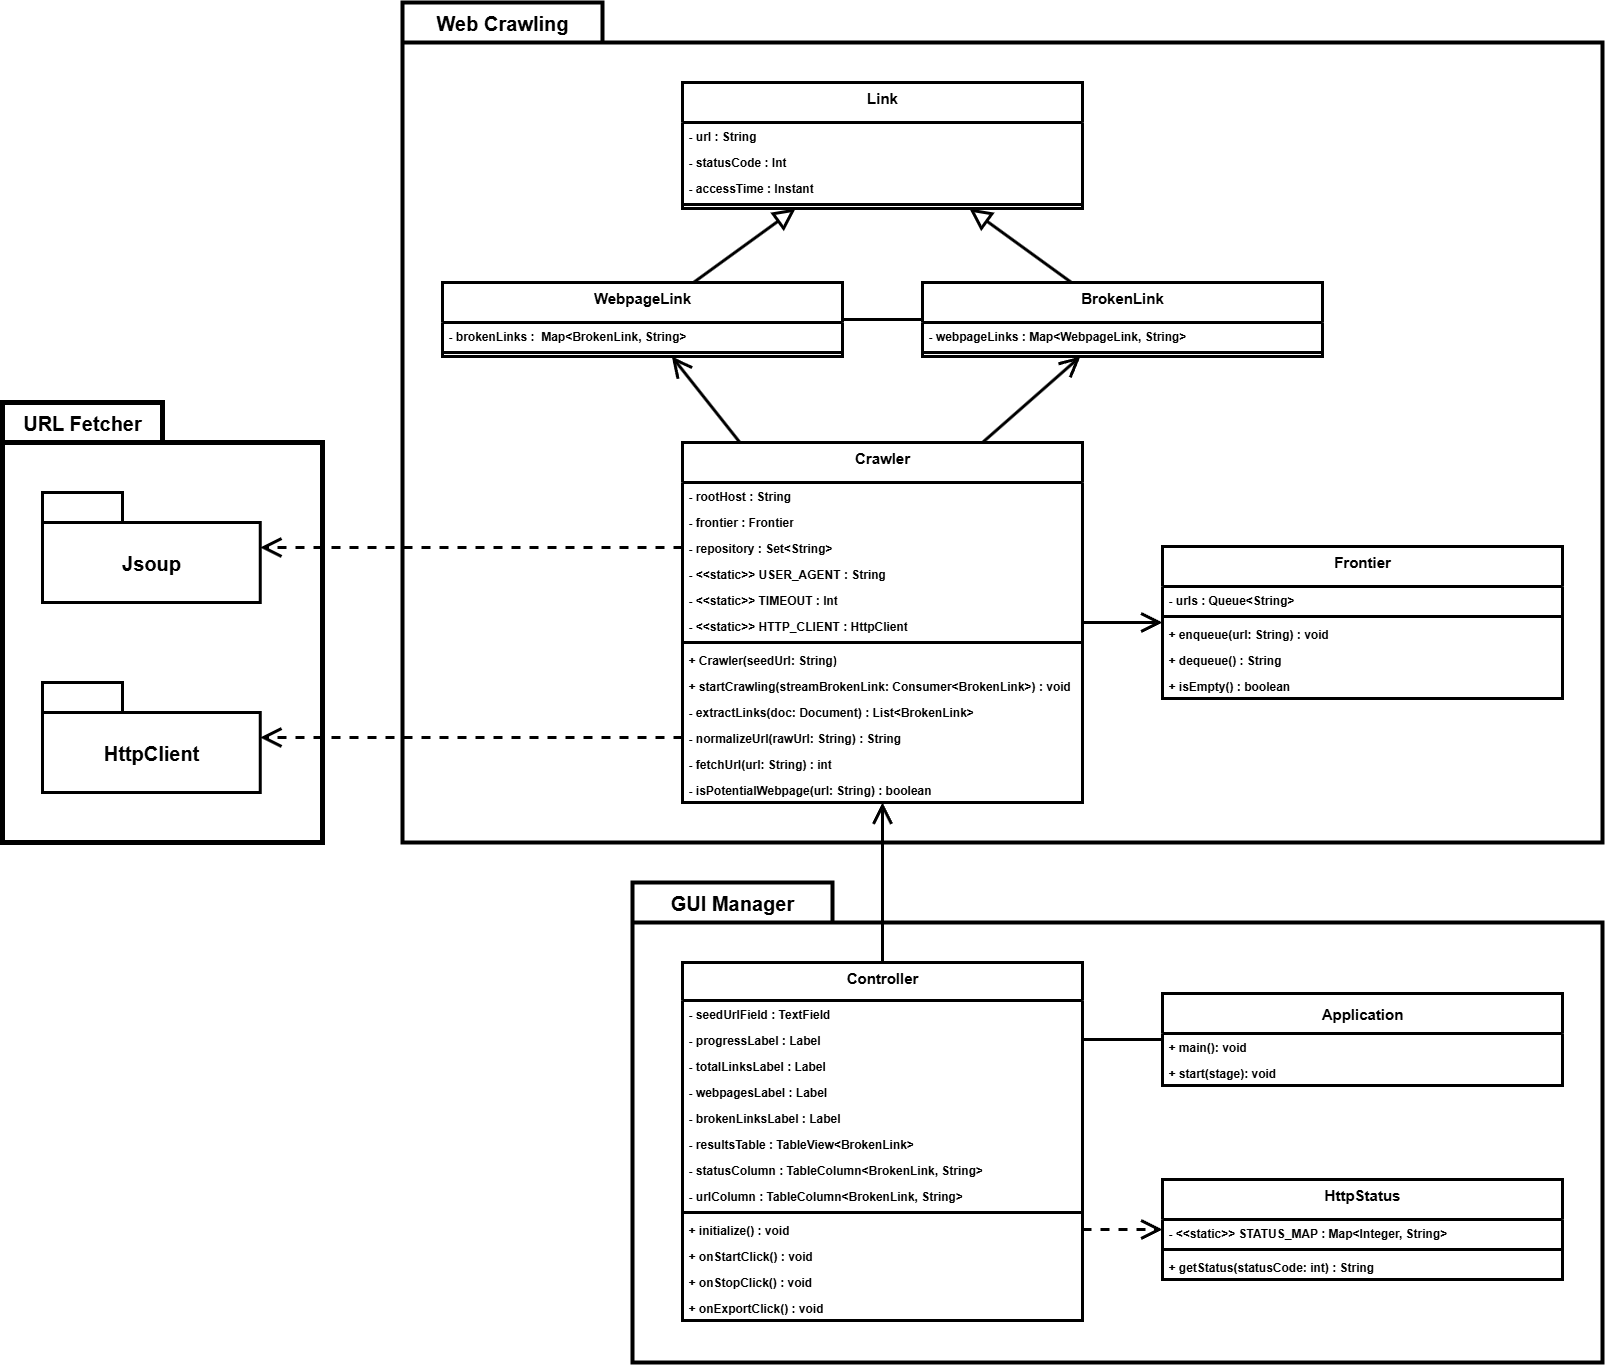 Web Crawling
Link
- url : String
- statusCode : Int
- accessTime : Instant
WebpageLink
- brokenLinks :  Map<BrokenLink, String>
BrokenLink
- webpageLinks : Map<WebpageLink, String>
URL Fetcher
Jsoup
HttpClient
Crawler
- rootHost : String
- frontier : Frontier
- repository : Set<String>
- <<static>> USER_AGENT : String
- <<static>> TIMEOUT : Int
- <<static>> HTTP_CLIENT : HttpClient
+ Crawler(seedUrl: String)
+ startCrawling(streamBrokenLink: Consumer<BrokenLink>) : void
- extractLinks(doc: Document) : List<BrokenLink>
- normalizeUrl(rawUrl: String) : String
- fetchUrl(url: String) : int
- isPotentialWebpage(url: String) : boolean
Frontier
- urls : Queue<String>
+ enqueue(url: String) : void
+ dequeue() : String
+ isEmpty() : boolean
GUI Manager
Controller
- seedUrlField : TextField
- progressLabel : Label
- totalLinksLabel : Label
- webpagesLabel : Label
- brokenLinksLabel : Label
- resultsTable : TableView<BrokenLink>
- statusColumn : TableColumn<BrokenLink, String>
- urlColumn : TableColumn<BrokenLink, String>
+ initialize() : void
+ onStartClick() : void
+ onStopClick() : void
+ onExportClick() : void
Application
+ main(): void
+ start(stage): void
HttpStatus
- <<static>> STATUS_MAP : Map<Integer, String>
+ getStatus(statusCode: int) : String